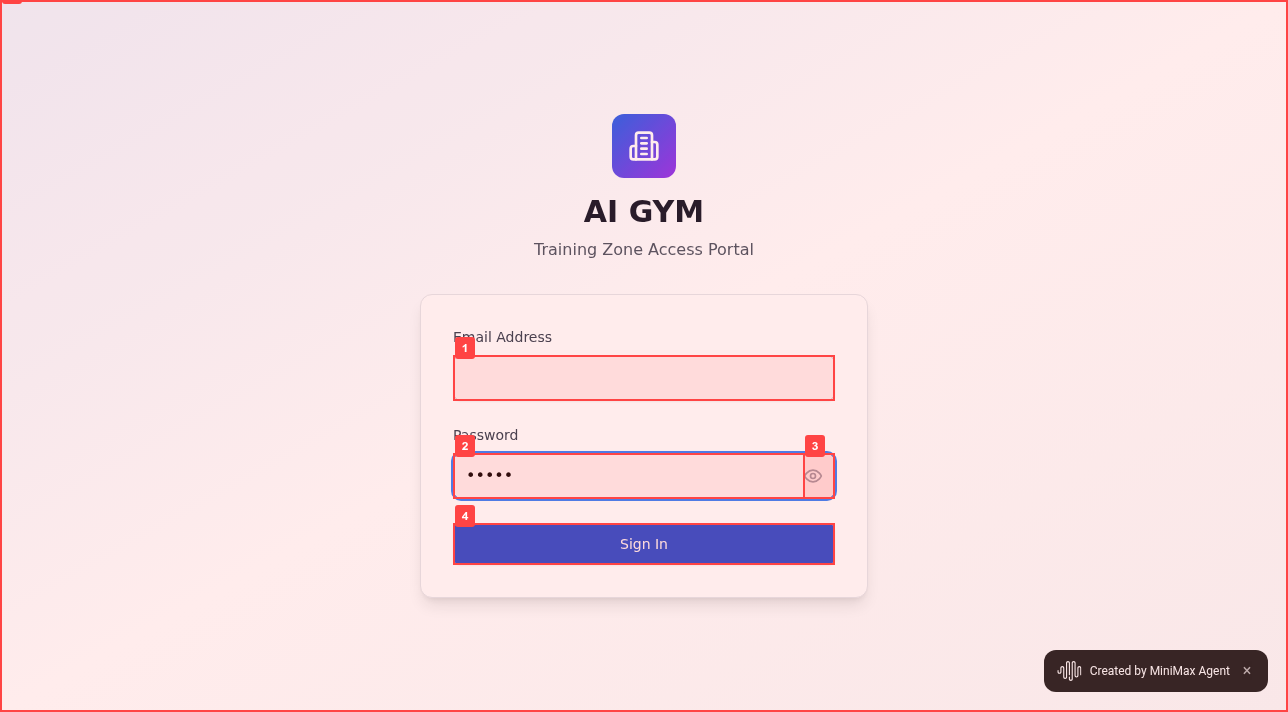 AI GYM
Training Zone Access Portal
Email Address
1
Password
2
3
•••••
4
Sign In
Created by MiniMax Agent ×